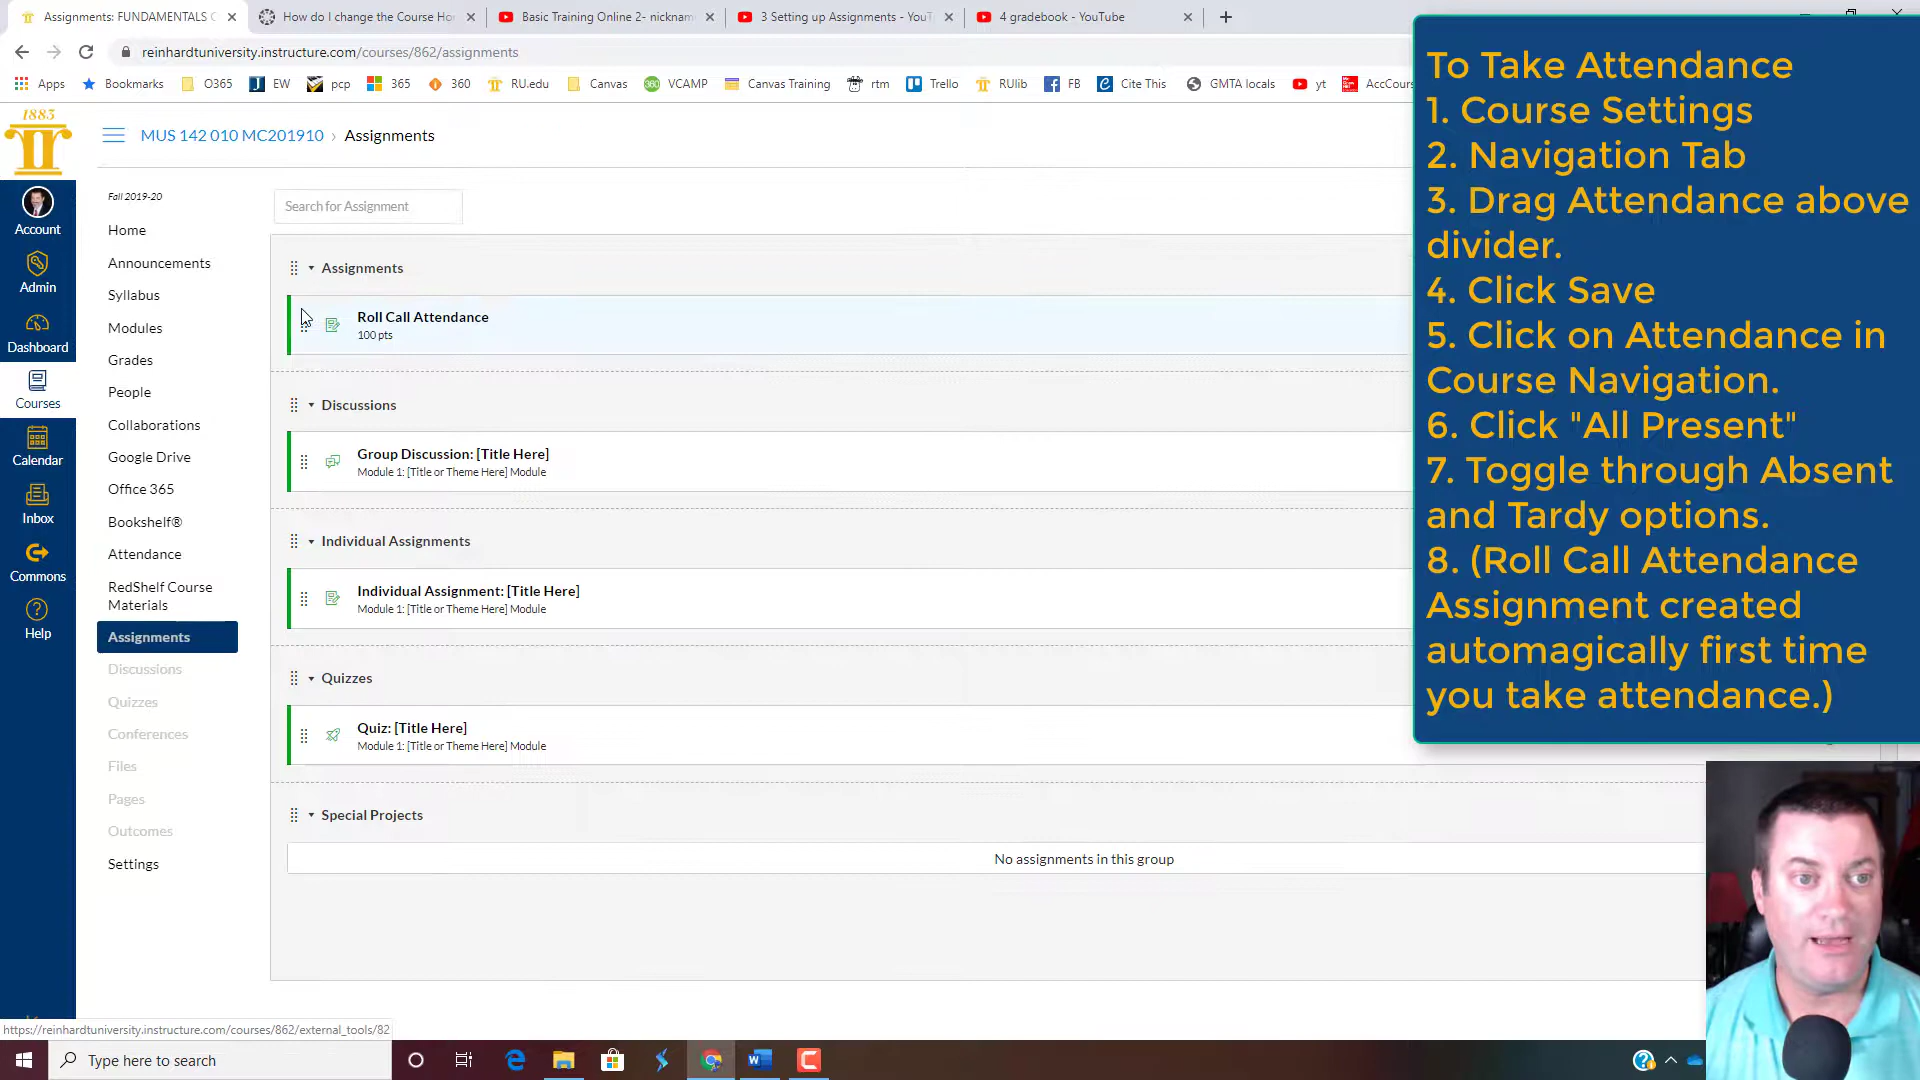 Assignments: FUNDAMENTALS C
How do I change the Course Ho
Basic Training Online 2- nicknam
3 Setting up Assignments - YouT
4 gradebook - YouTube
reinhardtuniversity.instructure.com/courses/862/assignments
Apps
Bookmarks
O365
EW
pcp
365
360
RU.edu
Canvas
VCAMP
Canvas Training
rtm
Trello
RUlib
FB
Cite This
GMTA locals
yt
AccCours
1883
Account
Admin
Dashboard
Courses
Calendar
Inbox
Commons
Help
MUS 142 010 MC201910 › Assignments
Fall 2019-20
Home
Announcements
Syllabus
Modules
Grades
People
Collaborations
Google Drive
Office 365
Bookshelf®
Attendance
RedShelf Course
Materials
Assignments
Discussions
Quizzes
Conferences
Files
Pages
Outcomes
Settings
Search for Assignment
Assignments
Roll Call Attendance
100 pts
Discussions
Group Discussion: [Title Here]
Module 1: [Title or Theme Here] Module
Individual Assignments
Individual Assignment: [Title Here]
Module 1: [Title or Theme Here] Module
Quizzes
Quiz: [Title Here]
Module 1: [Title or Theme Here] Module
Special Projects
No assignments in this group
To Take Attendance
1. Course Settings
2. Navigation Tab
3. Drag Attendance above
divider.
4. Click Save
5. Click on Attendance in
Course Navigation.
6. Click "All Present"
7. Toggle through Absent
and Tardy options.
8. (Roll Call Attendance
Assignment created
automagically first time
you take attendance.)
https://reinhardtuniversity.instructure.com/courses/862/external_tools/82
Type here to search